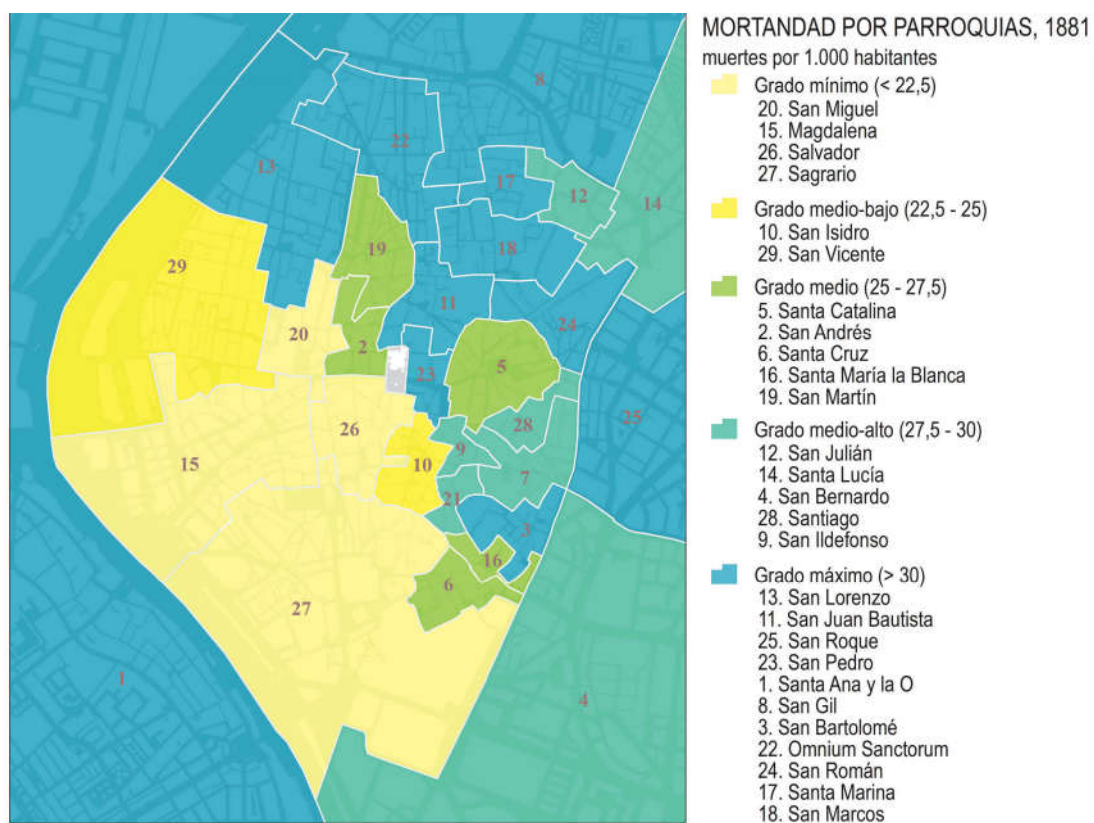 MORTANDAD POR PARROQUIAS, 1881
muertes por 1.000 habitantes
Grado mínimo (< 22,5)
20. San Miguel
15. Magdalena
26. Salvador
27. Sagrario
Grado medio-bajo (22,5 - 25)
10. San Isidro
29. San Vicente
Grado medio (25 - 27,5)
5. Santa Catalina
2. San Andrés
6. Santa Cruz
16. Santa María la Blanca
19. San Martín
Grado medio-alto (27,5 - 30)
12. San Julián
14. Santa Lucía
4. San Bernardo
28. Santiago
9. San Ildefonso
Grado máximo (> 30)
13. San Lorenzo
11. San Juan Bautista
25. San Roque
23. San Pedro
1. Santa Ana y la O
8. San Gil
3. San Bartolomé
22. Omnium Sanctorum
24. San Román
17. Santa Marina
18. San Marcos
8
22
13
17
12
14
19
18
29
11
20
24
2
5
23
25
26
28
9
15
10
7
21
3
16
6
27
1
4